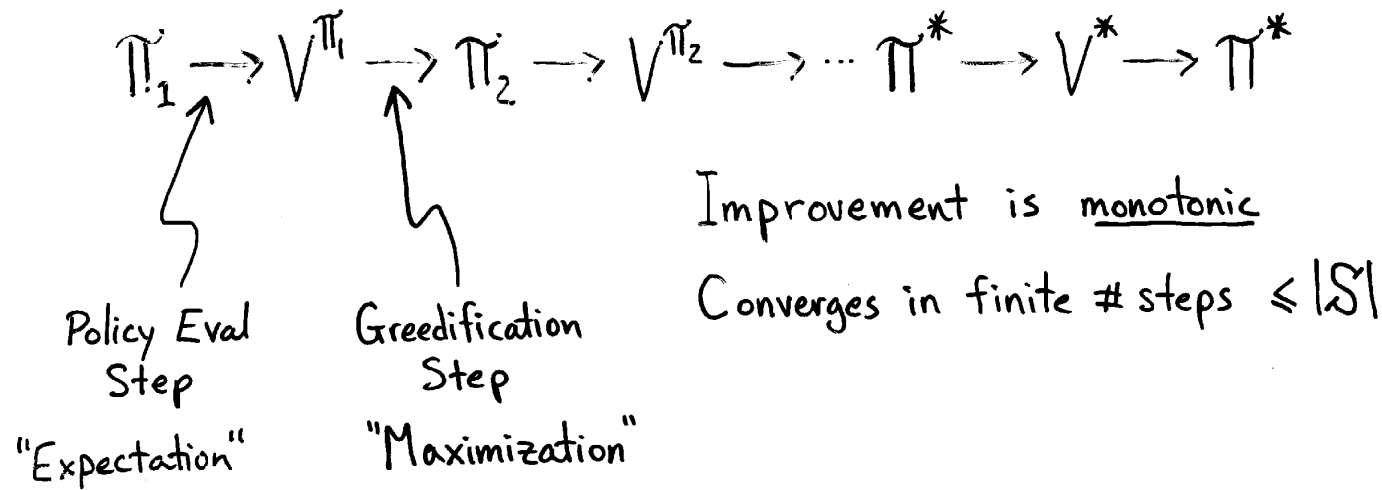 π₁ → V^π₁ → π₂ → V^π₂ → ... π* → V* → π*
Improvement is monotonic
Converges in finite # steps ≤ |S|
Policy Eval
Step
"Expectation"
Greedification
Step
"Maximization"